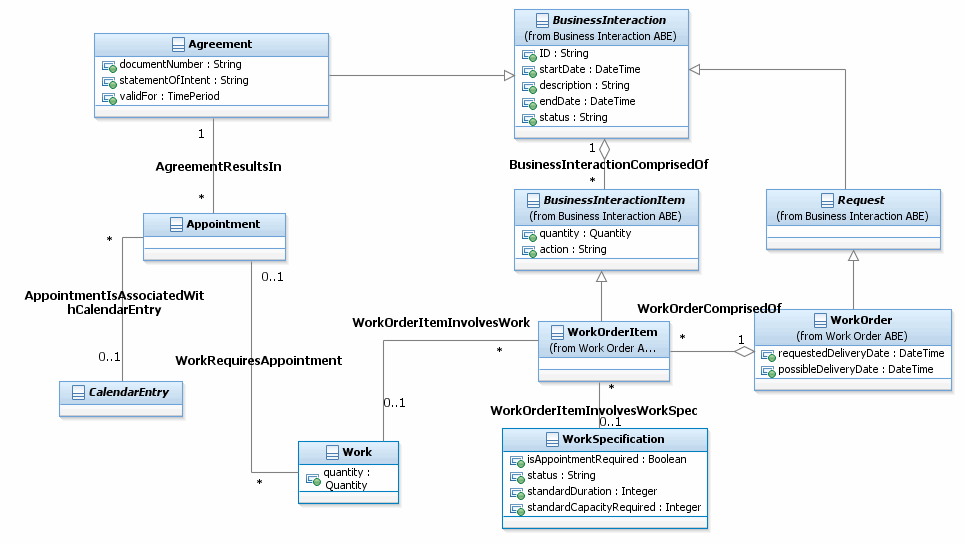 BusinessInteraction
(from Business Interaction ABE)
ID : String
startDate : DateTime
description : String
endDate : DateTime
status : String
Agreement
documentNumber : String
statementOfIntent : String
validFor : TimePeriod
1
AgreementResultsIn
*
1
BusinessInteractionComprisedOf
*
BusinessInteractionItem
(from Business Interaction ABE)
quantity : Quantity
action : String
Request
(from Business Interaction ABE)
Appointment
*
0..1
AppointmentIsAssociatedWit
hCalendarEntry
0..1
CalendarEntry
WorkRequiresAppointment
*
WorkOrderItemInvolvesWork
*
0..1
WorkOrderItem
(from Work Order A...
WorkOrderComprisedOf
*
1
WorkOrder
(from Work Order ABE)
requestedDeliveryDate : DateTime
possibleDeliveryDate : DateTime
*
WorkOrderItemInvolvesWorkSpec
0..1
Work
quantity :
Quantity
WorkSpecification
isAppointmentRequired : Boolean
status : String
standardDuration : Integer
standardCapacityRequired : Integer